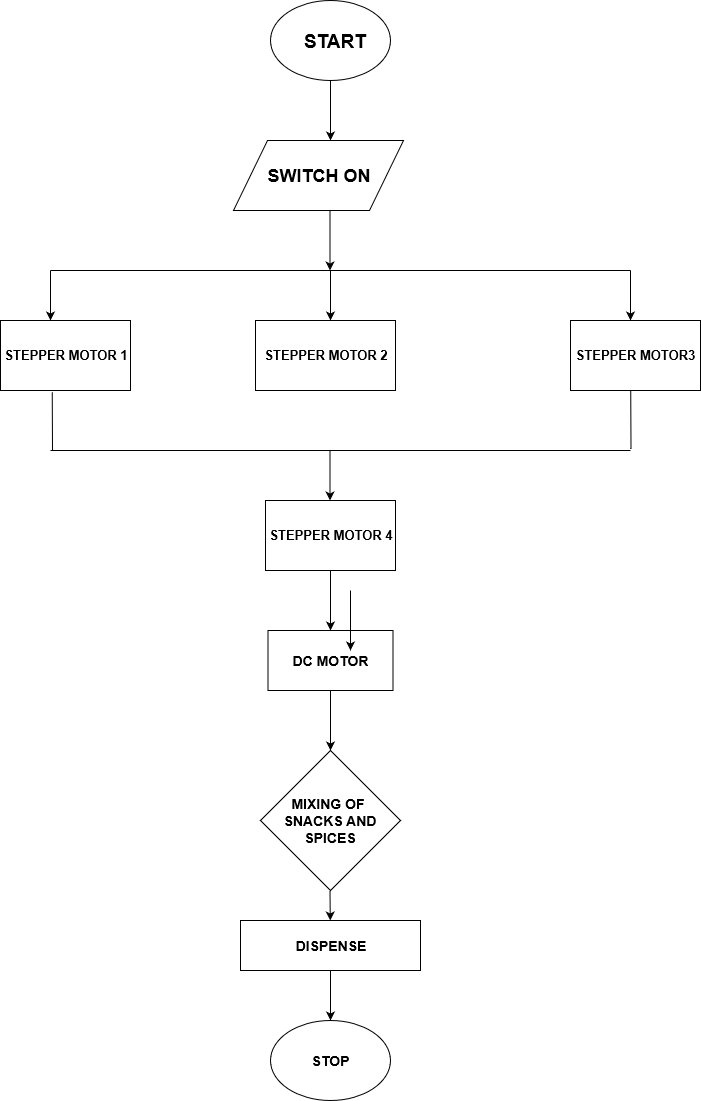 START
SWITCH ON
STEPPER MOTOR 1
STEPPER MOTOR 2
STEPPER MOTOR3
STEPPER MOTOR 4
DC MOTOR
MIXING OF
SNACKS AND
SPICES
DISPENSE
STOP